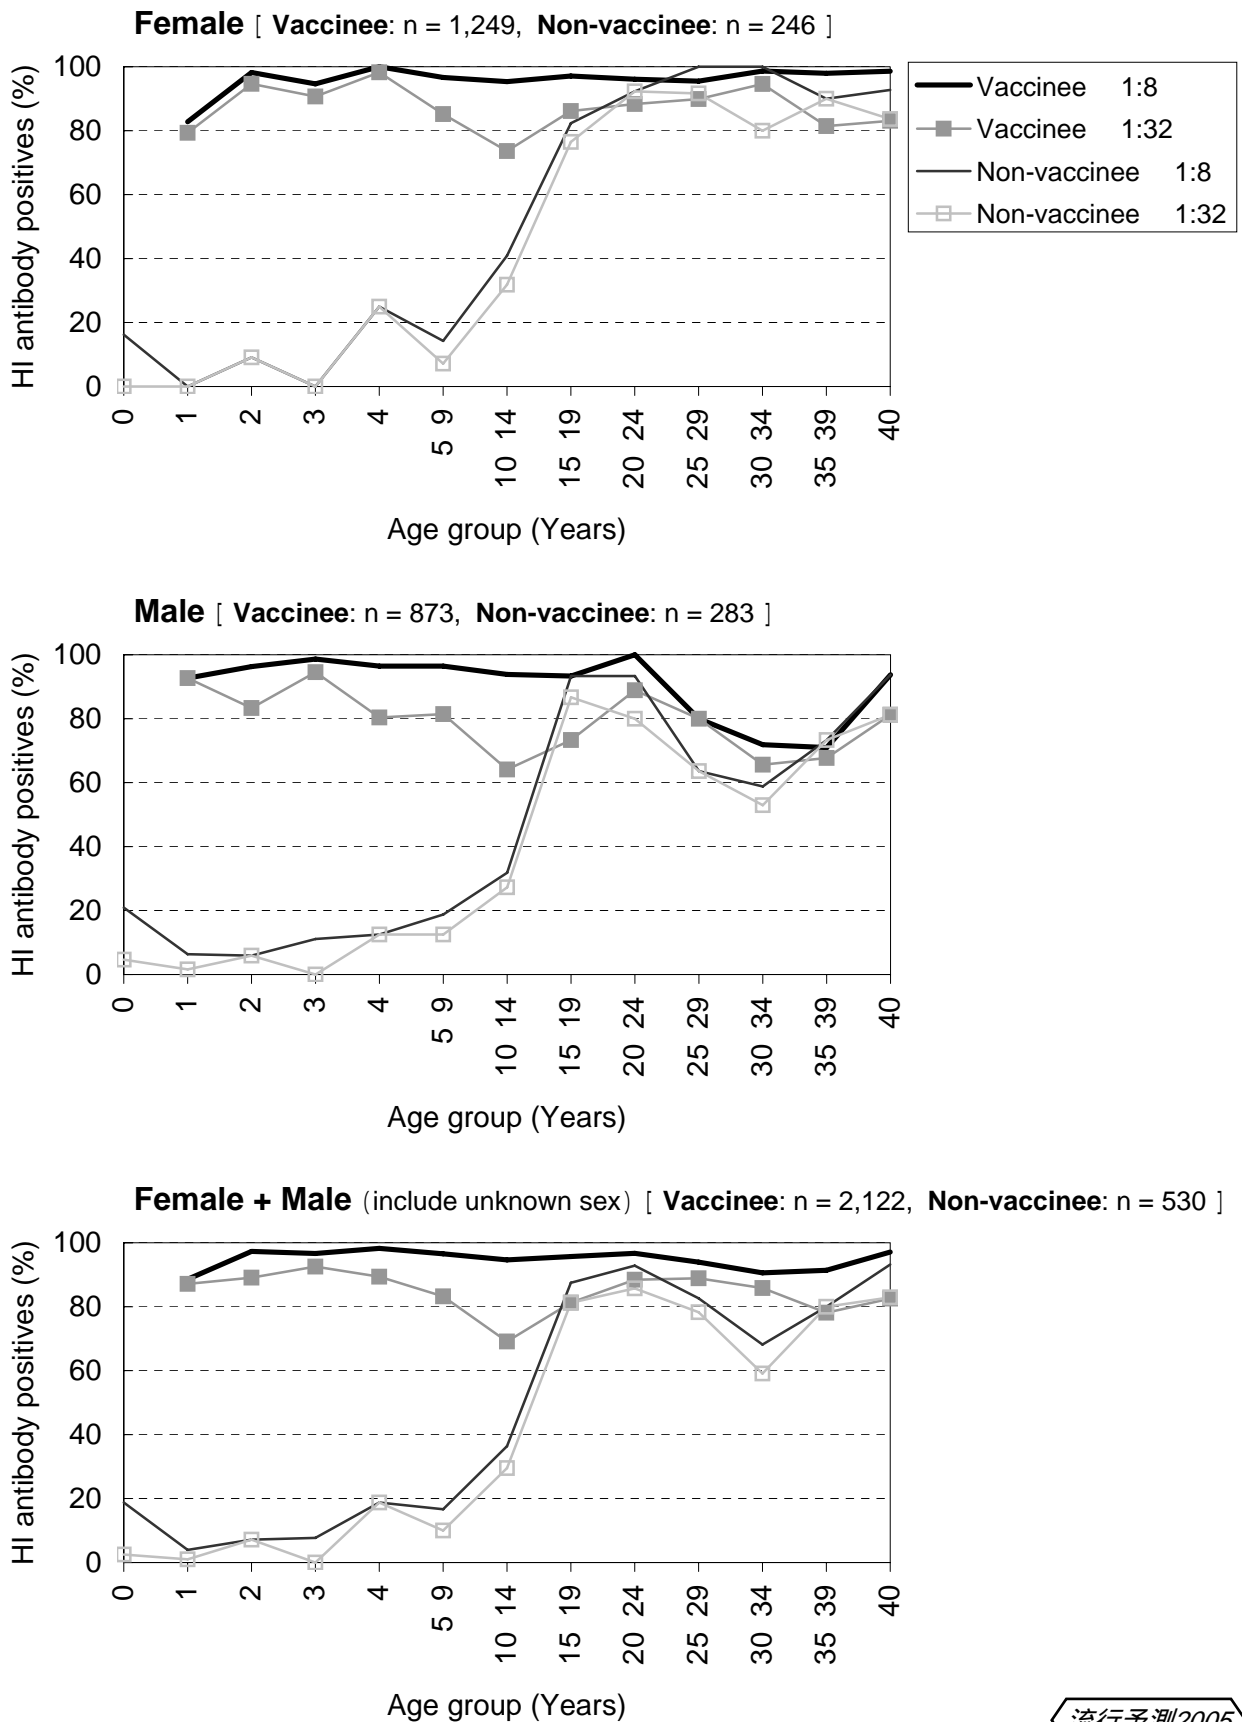 Female [ Vaccinee: n = 1,249, Non-vaccinee: n = 246 ]
HI antibody positives (%)
100
80
60
40
20
0
0 1 2 3 4 5 9 10 14 15 19 20 24 25 29 30 34 35 39 40
Age group (Years)
Vaccinee 1:8
Vaccinee 1:32
Non-vaccinee 1:8
Non-vaccinee 1:32
Male [ Vaccinee: n = 873, Non-vaccinee: n = 283 ]
HI antibody positives (%)
100
80
60
40
20
0
0 1 2 3 4 5 9 10 14 15 19 20 24 25 29 30 34 35 39 40
Age group (Years)
Female + Male (include unknown sex) [ Vaccinee: n = 2,122, Non-vaccinee: n = 530 ]
HI antibody positives (%)
100
80
60
40
20
0
0 1 2 3 4 5 9 10 14 15 19 20 24 25 29 30 34 35 39 40
Age group (Years)
流行予測2005